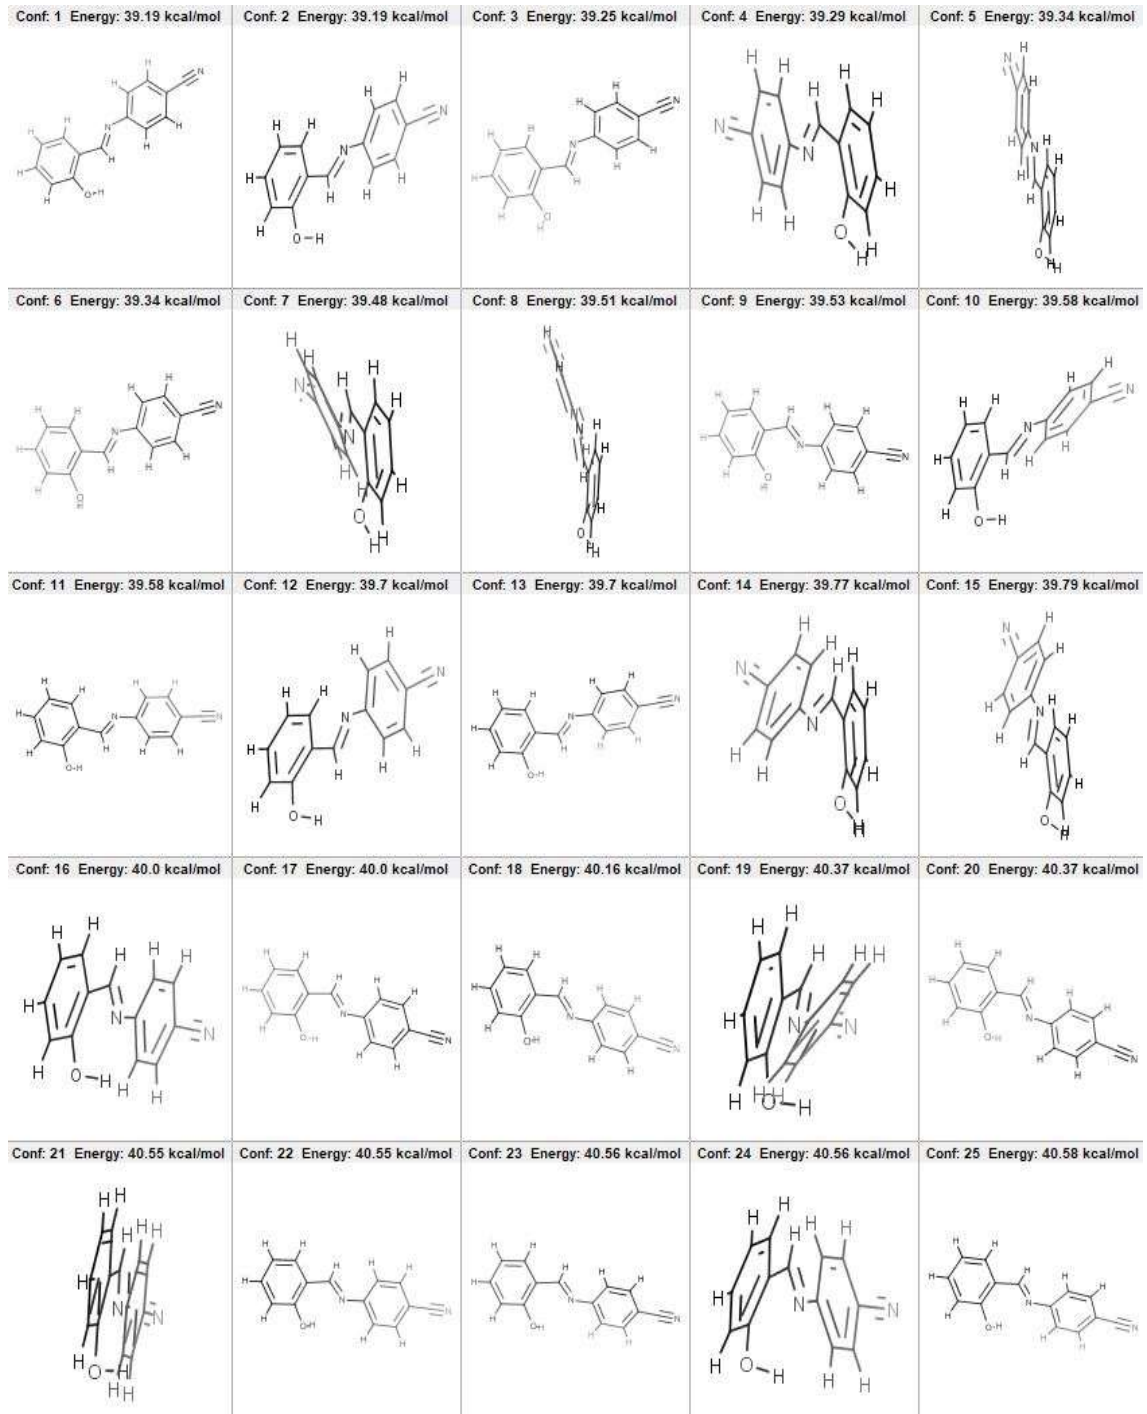 Conf: 1 Energy: 39.19 kcal/mol
Conf: 2 Energy: 39.19 kcal/mol
Conf: 3 Energy: 39.25 kcal/mol
Conf: 4 Energy: 39.29 kcal/mol
Conf: 5 Energy: 39.34 kcal/mol
Conf: 6 Energy: 39.34 kcal/mol
Conf: 7 Energy: 39.48 kcal/mol
Conf: 8 Energy: 39.51 kcal/mol
Conf: 9 Energy: 39.53 kcal/mol
Conf: 10 Energy: 39.58 kcal/mol
Conf: 11 Energy: 39.58 kcal/mol
Conf: 12 Energy: 39.7 kcal/mol
Conf: 13 Energy: 39.7 kcal/mol
Conf: 14 Energy: 39.77 kcal/mol
Conf: 15 Energy: 39.79 kcal/mol
Conf: 16 Energy: 40.0 kcal/mol
Conf: 17 Energy: 40.0 kcal/mol
Conf: 18 Energy: 40.16 kcal/mol
Conf: 19 Energy: 40.37 kcal/mol
Conf: 20 Energy: 40.37 kcal/mol
Conf: 21 Energy: 40.55 kcal/mol
Conf: 22 Energy: 40.55 kcal/mol
Conf: 23 Energy: 40.56 kcal/mol
Conf: 24 Energy: 40.56 kcal/mol
Conf: 25 Energy: 40.58 kcal/mol